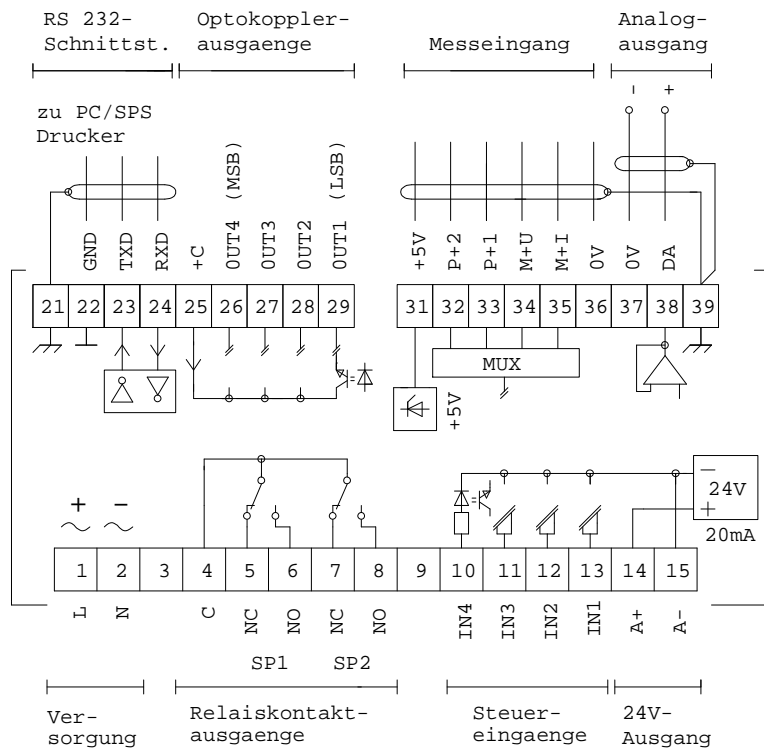 RS 232-
Schnittst.
Optokoppler-
ausgaenge
Messeingang
Analog-
ausgang
zu PC/SPS
Drucker
- +
(MSB) (LSB)
GND TXD RXD +C OUT4 OUT3 OUT2 OUT1
+5V P+2 P+1 M+U M+I 0V 0V DA
21 22 23 24 25 26 27 28 29
31 32 33 34 35 36 37 38 39
MUX
+5V
+ -
- 24V +
20mA
1 2 3 4 5 6 7 8 9 10 11 12 13 14 15
L N C NC NO NC NO IN4 IN3 IN2 IN1 A+ A-
SP1 SP2
Ver-
sorgung
Relaiskontakt-
ausgaenge
Steuer-
eingaenge
24V-
Ausgang